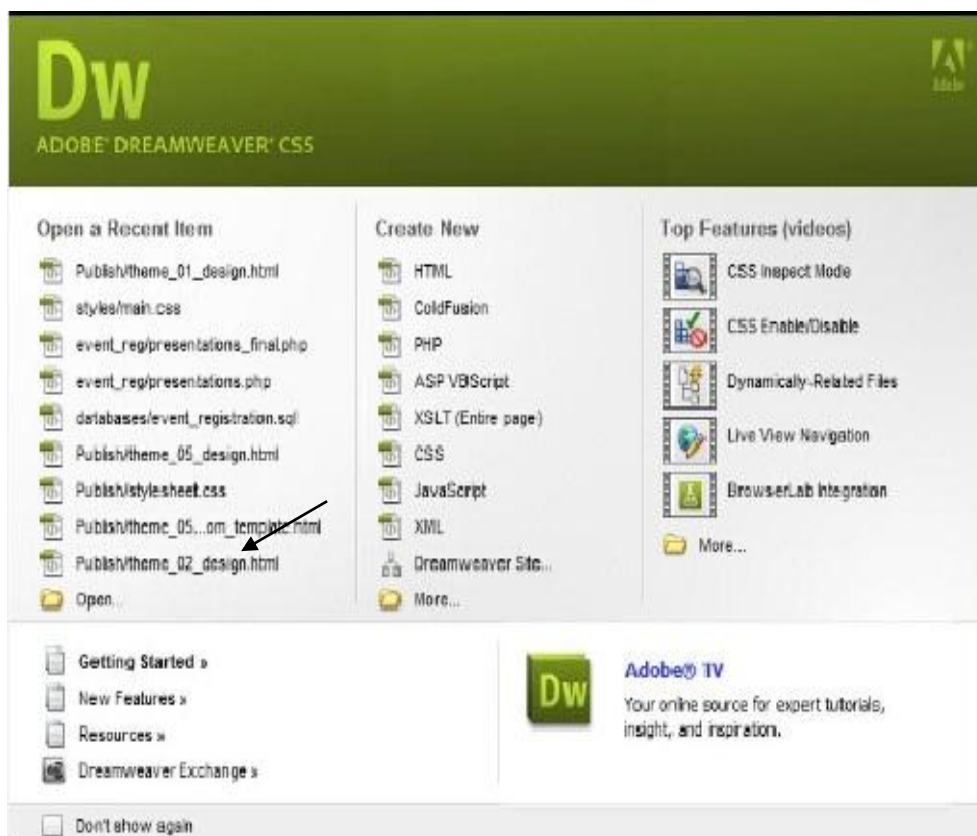 Dw
Adobe
ADOBE® DREAMWEAVER® CS5
Open a Recent Item
Publish/theme_01_design.html
styles/main.css
event_reg/presentations_final.php
event_reg/presentations.php
databases/event_registration.sql
Publish/theme_05_design.html
Publish/stylesheet.css
Publish/theme_05...om_template.html
Publish/theme_02_design.html
Open...
Create New
HTML
ColdFusion
PHP
ASP VBScript
XSLT (Entire page)
CSS
JavaScript
XML
Dreamweaver Site...
More...
Top Features (videos)
CSS Inspect Mode
CSS Enable/Disable
Dynamically-Related Files
Live View Navigation
BrowserLab Integration
More...
Getting Started »
New Features »
Resources »
Dreamweaver Exchange »
Dw
Adobe® TV
Your online source for expert tutorials,
insight, and inspiration.
Don't show again